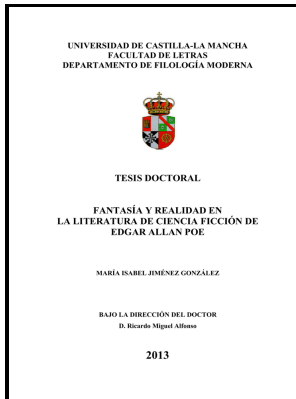 UNIVERSIDAD DE CASTILLA-LA MANCHA
FACULTAD DE LETRAS
DEPARTAMENTO DE FILOLOGÍA MODERNA
TESIS DOCTORAL
FANTASÍA Y REALIDAD EN
LA LITERATURA DE CIENCIA FICCIÓN DE
EDGAR ALLAN POE
MARÍA ISABEL JIMÉNEZ GONZÁLEZ
BAJO LA DIRECCIÓN DEL DOCTOR
D. Ricardo Miguel Alfonso
2013